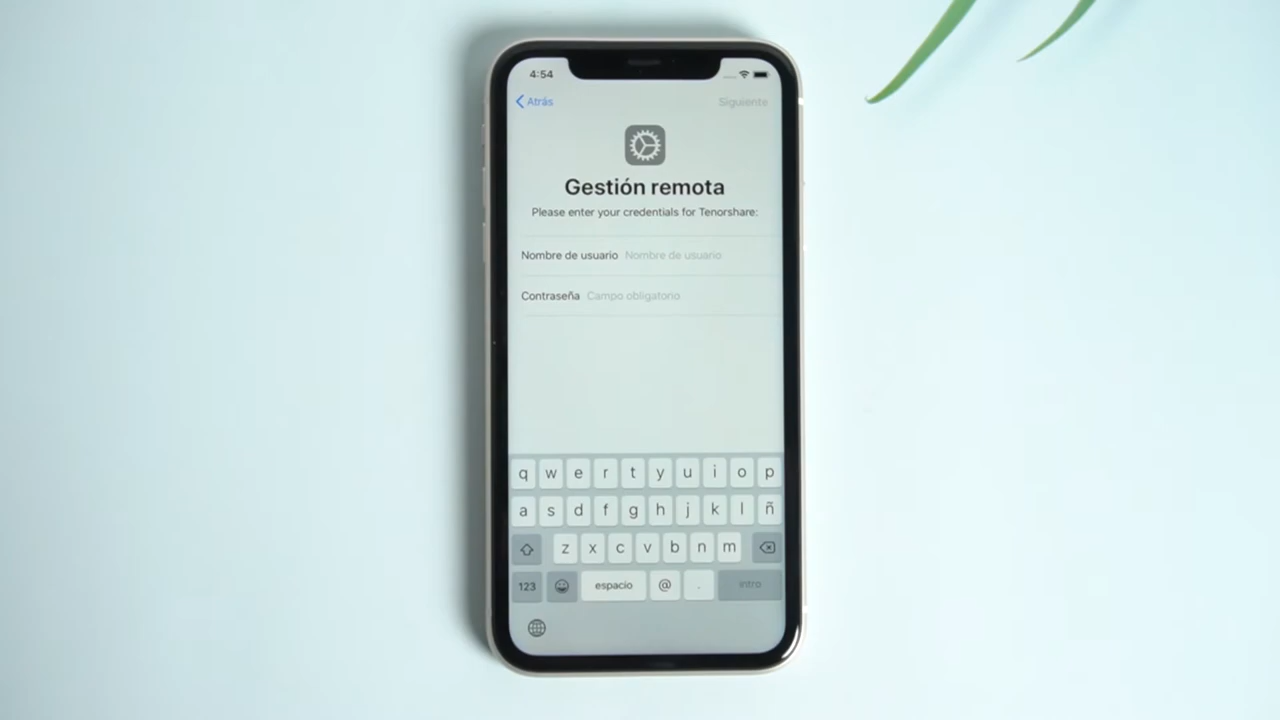 4:54
Atrás
Siguiente
Gestión remota
Please enter your credentials for Tenorshare:
Nombre de usuario Nombre de usuario
Contraseña Campo obligatorio
q w e r t y u i o p
a s d f g h j k l ñ
z x c v b n m
123 espacio @ . intro